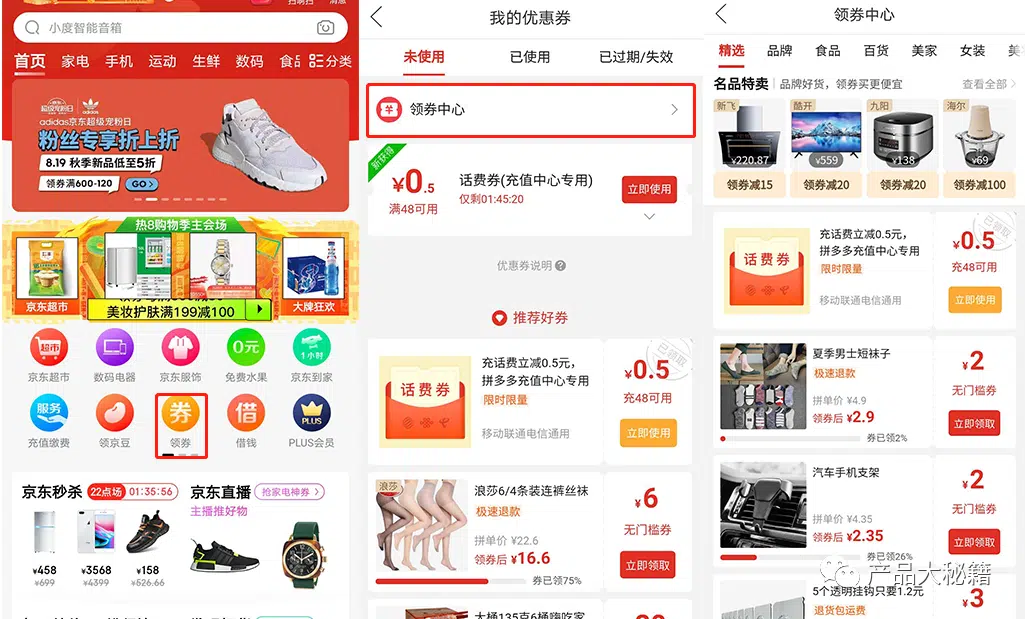 小度智能音箱
首页 家电 手机 运动 生鲜 数码 食品 分类
adidas京东超级宠粉日
粉丝专享折上折
8.19 秋季新品低至5折
领券满600-120 GO>
热8购物季主会场
京东超市
美妆护肤满199减100
大牌狂欢
超市
0元
1小时
京东超市 数码电器 京东服饰 免费水果 京东到家
服务
券
借
PLUS
充值缴费 领京豆 领券 借钱 PLUS会员
京东秒杀 22点场 01:35:56
¥458 ¥3568 ¥158
¥699 ¥4399 ¥526.66
京东直播 抢家电神券 >
主播推好物
我的优惠券
未使用 已使用 已过期/失效
领券中心
新获得
¥0.5
满48可用
话费券(充值中心专用)
仅剩01:45:20
立即使用
优惠券说明 ?
推荐好券
话费券
充话费立减0.5元，
拼多多充值中心专用
限时限量
移动联通电信通用
已领取
¥0.5
充48可用
立即使用
浪莎
浪莎6/4条装连裤丝袜
极速退款
拼单价 ¥22.6
领券后 ¥16.6
券已领75%
¥6
无门槛券
立即领取
大桶135克6桶嗨吃家
领券中心
精选 品牌 食品 百货 美家 女装 美
名品特卖 品牌好货，领券买更便宜 查看全部 >
新飞 酷开 九阳 海尔
¥220.87 ¥559 ¥138 ¥69
领券减15 领券减20 领券减20 领券减100
话费券
充话费立减0.5元，
拼多多充值中心专用
限时限量
移动联通电信通用
已领取
¥0.5
充48可用
立即使用
夏季男士短袜子
极速退款
拼单价 ¥4.9
领券后 ¥2.9
券已领2%
¥2
无门槛券
立即领取
汽车手机支架
拼单价 ¥4.35
领券后 ¥2.35
券已领26%
¥2
无门槛券
立即领取
5个透明挂钩只要1.2元
退货包运费
¥3
产品大秘籍